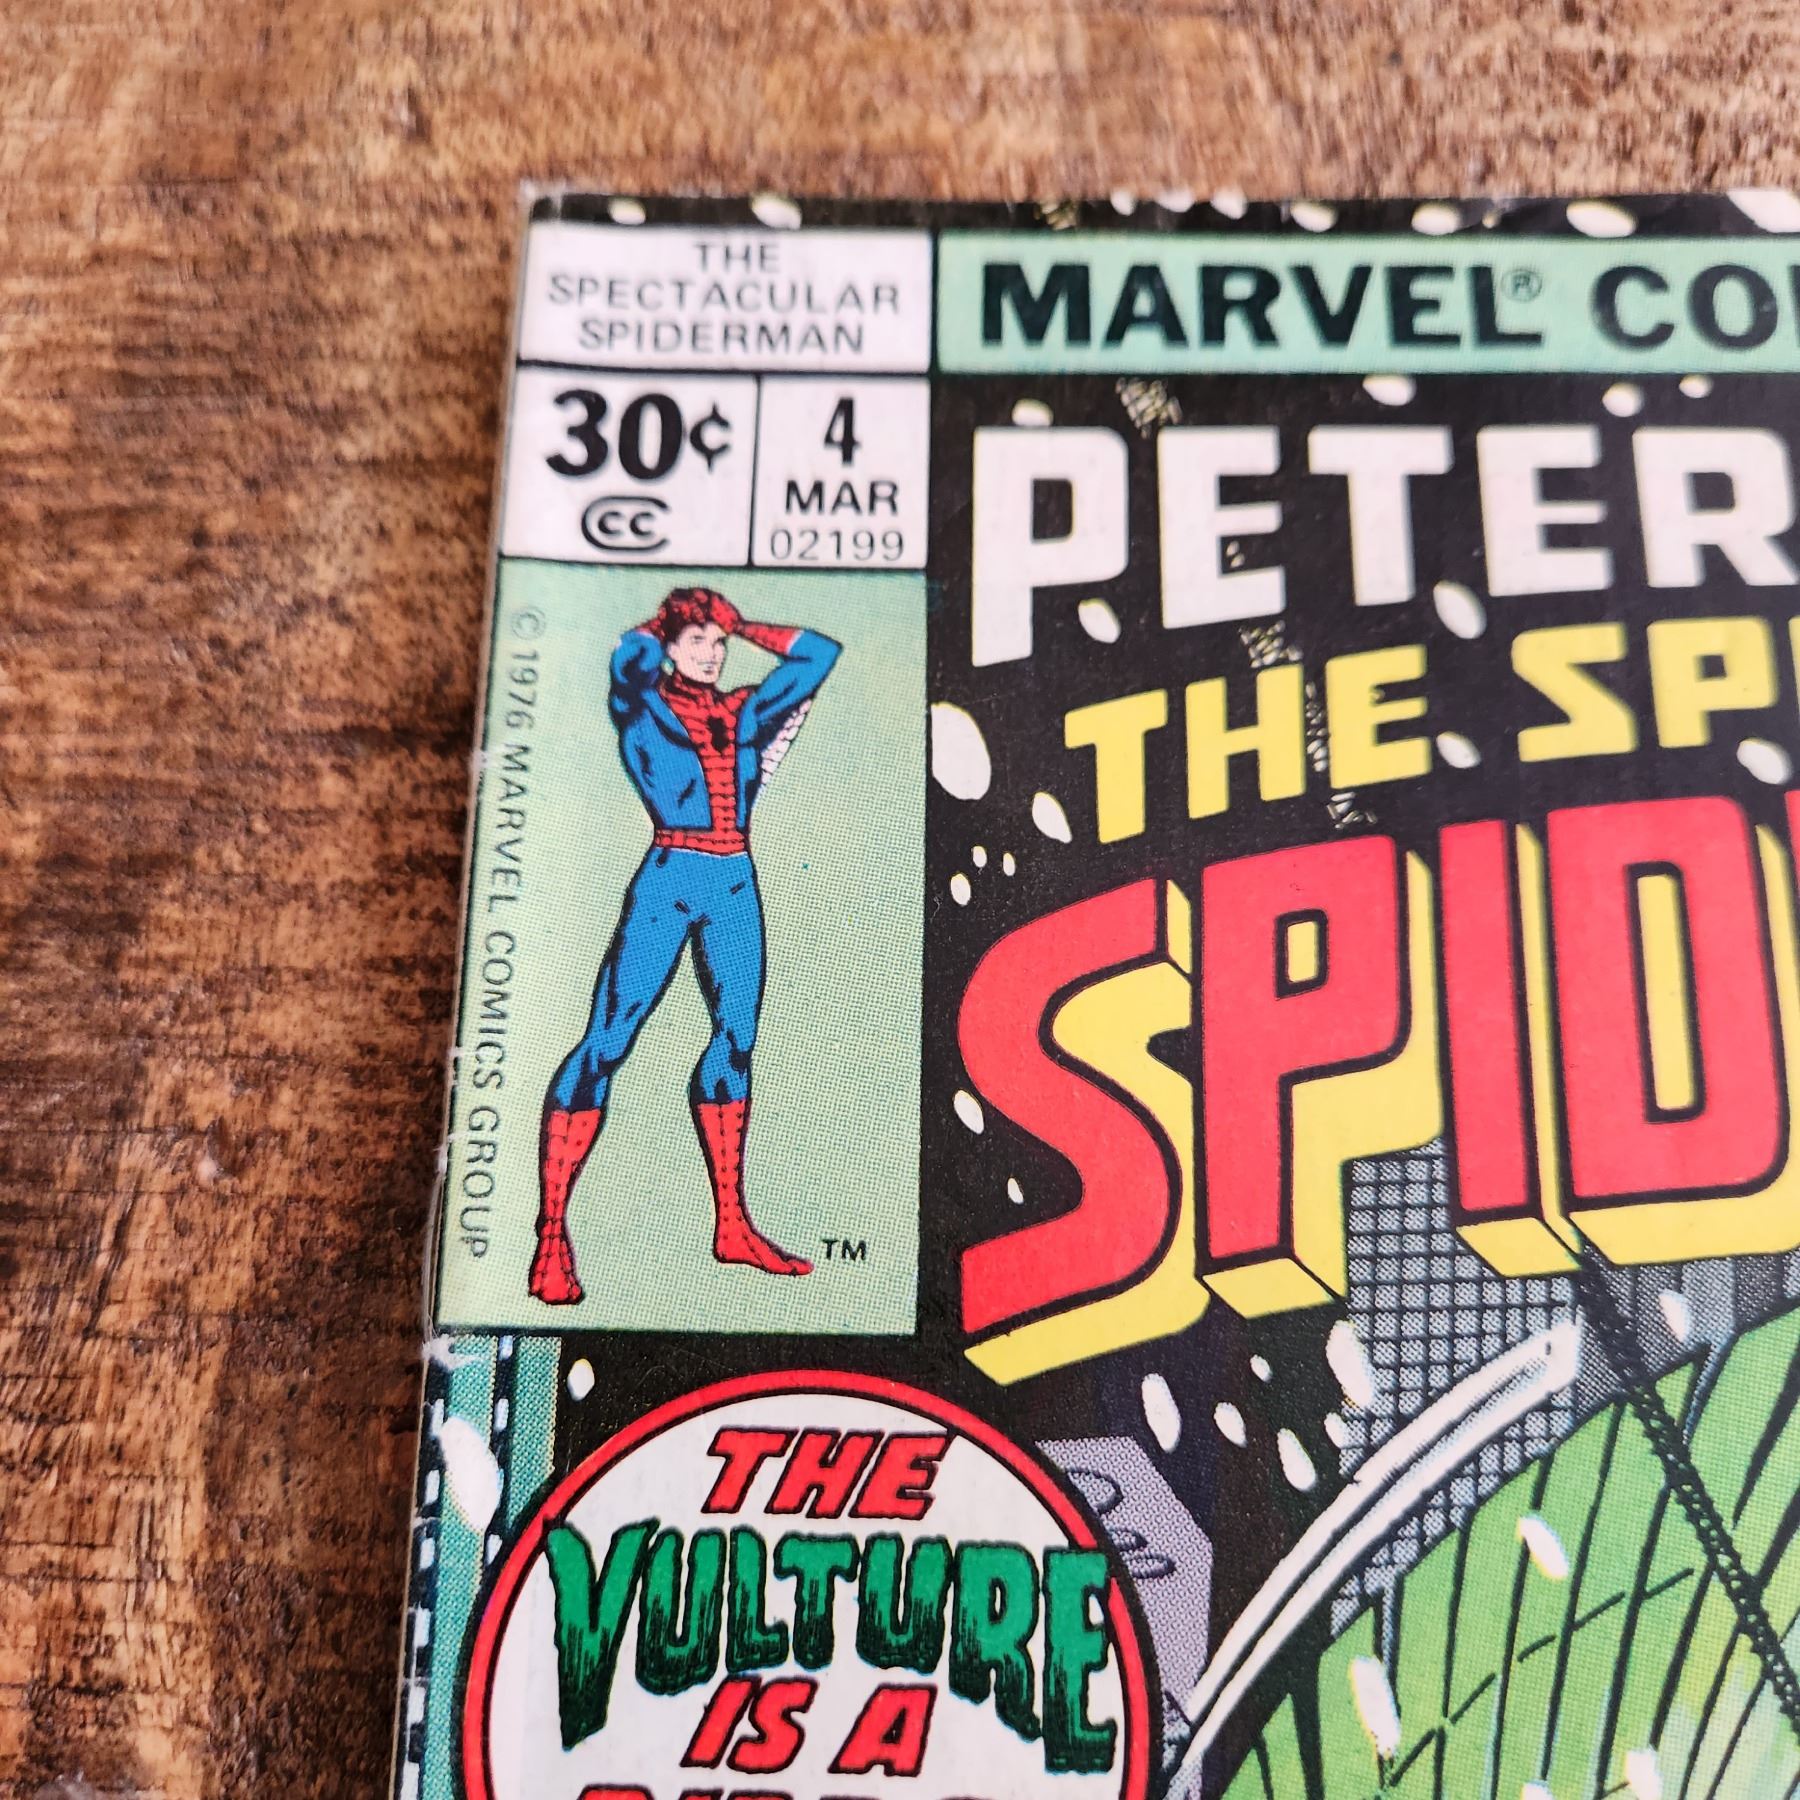 THE
SPECTACULAR
SPIDERMAN
30¢
CC
4
MAR
02199
© 1976 MARVEL COMICS GROUP
TM
MARVEL® CO
PETER
THE SP
SPID
THE
VULTURE
IS A